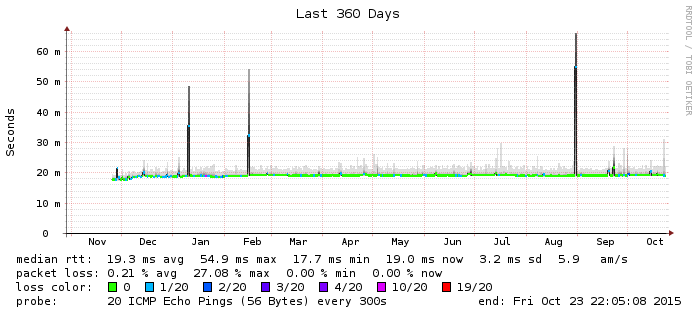 Last 360 Days
RRDTOOL / TOBI OETIKER
Seconds
60 m
50 m
40 m
30 m
20 m
10 m
0
Nov Dec Jan Feb Mar Apr May Jun Jul Aug Sep Oct
median rtt: 19.3 ms avg 54.9 ms max 17.7 ms min 19.0 ms now 3.2 ms sd 5.9 am/s
packet loss: 0.21 % avg 27.08 % max 0.00 % min 0.00 % now
loss color: 0 1/20 2/20 3/20 4/20 10/20 19/20
probe: 20 ICMP Echo Pings (56 Bytes) every 300s end: Fri Oct 23 22:05:08 2015